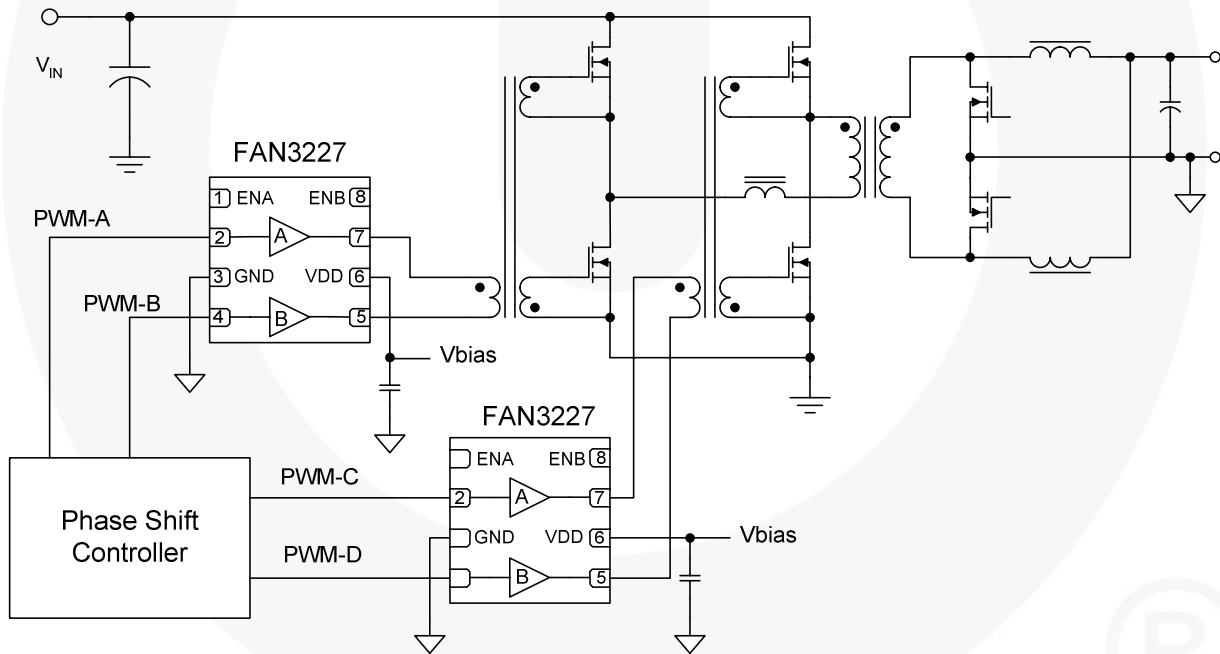 V_IN
FAN3227
1 ENA ENB 8
PWM-A
2 A 7
3 GND VDD 6
PWM-B
4 B 5
Vbias
FAN3227
ENA ENB 8
PWM-C
2 A 7
Phase Shift
Controller
GND VDD 6
Vbias
PWM-D
B 5
R